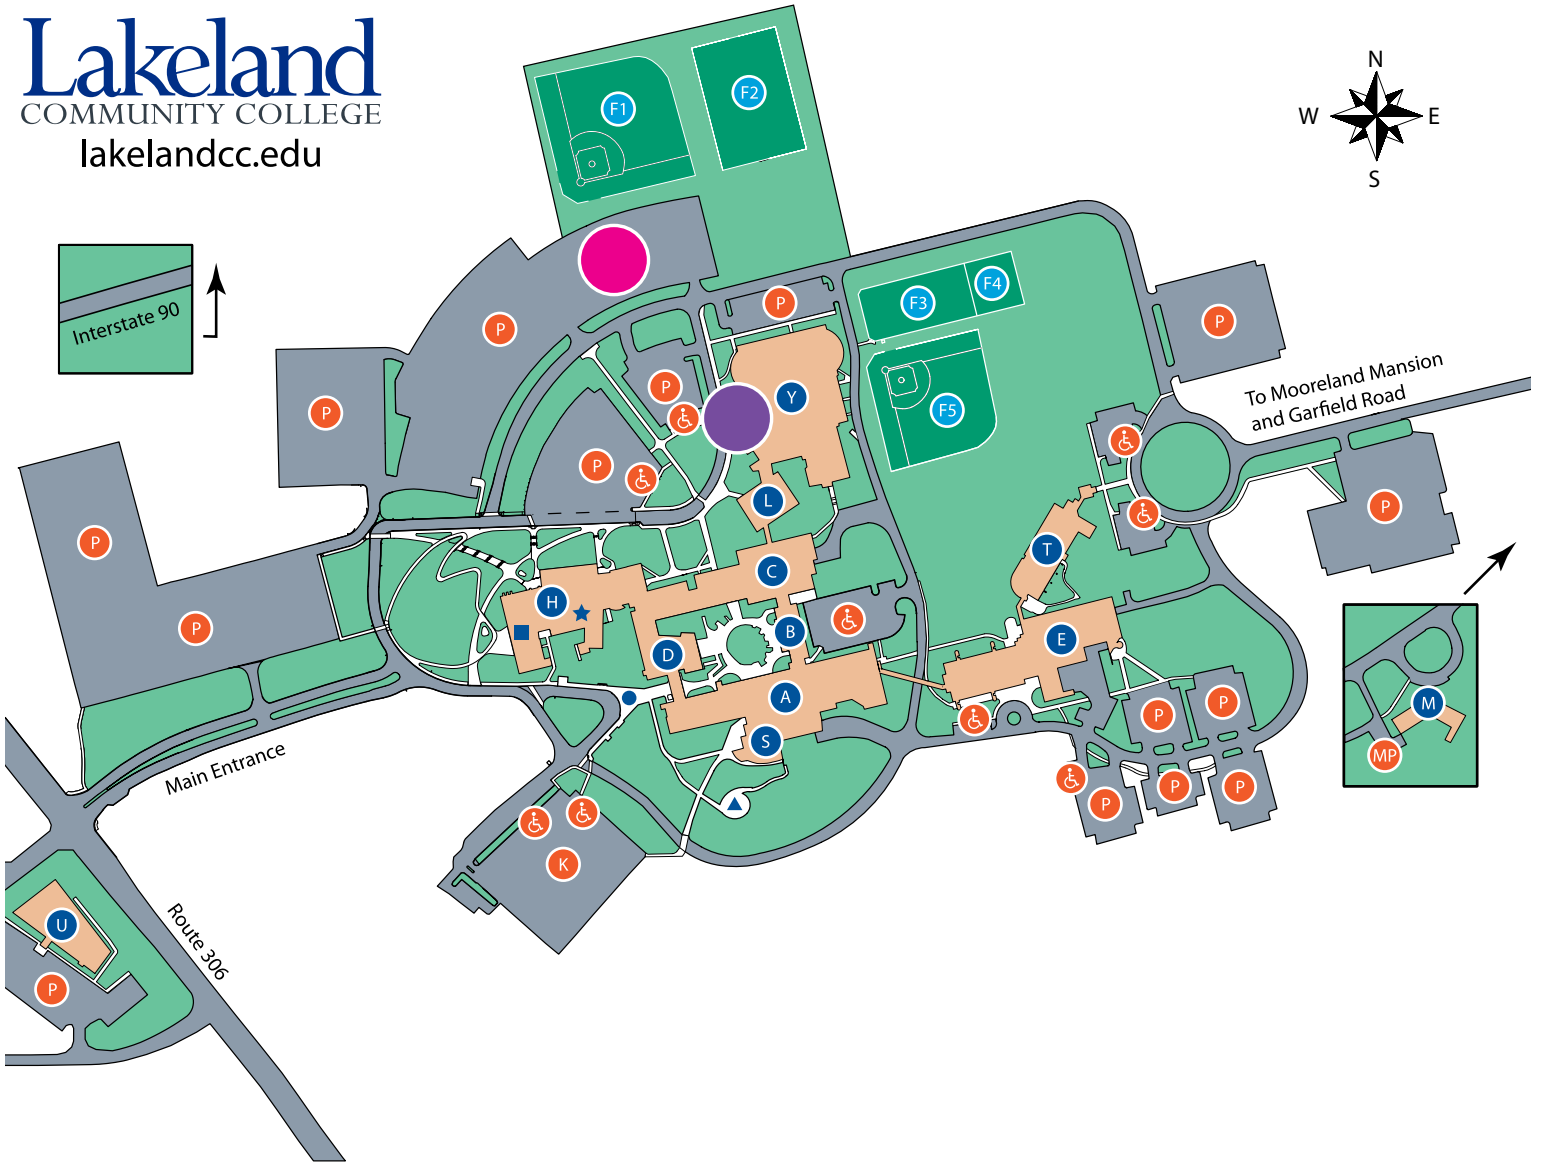 Lakeland
COMMUNITY COLLEGE
lakelandcc.edu
N
W E
S
F1
F2
Interstate 90
F3
F4
F5
P
P
P
P
P
P
P
To Mooreland Mansion
and Garfield Road
Y
L
P
P
P
T
C
H
B
D
E
A
S
P
P
M
MP
P
P
P
Main Entrance
K
U
P
Route 306